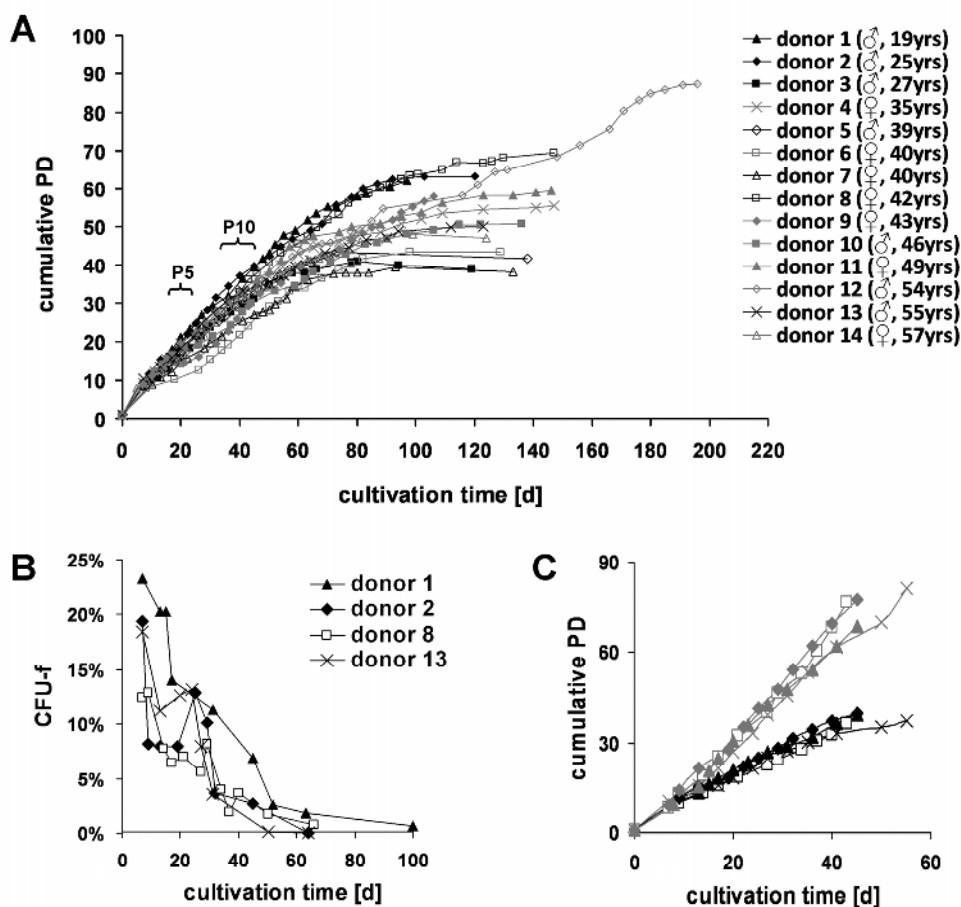 A
cumulative PD
100
90
80
70
60
50
40
30
20
10
0
P5
P10
0 20 40 60 80 100 120 140 160 180 200 220
cultivation time [d]
donor 1 (♂, 19yrs)
donor 2 (♂, 25yrs)
donor 3 (♂, 27yrs)
donor 4 (♀, 35yrs)
donor 5 (♂, 39yrs)
donor 6 (♀, 40yrs)
donor 7 (♀, 40yrs)
donor 8 (♀, 42yrs)
donor 9 (♀, 43yrs)
donor 10 (♂, 46yrs)
donor 11 (♀, 49yrs)
donor 12 (♂, 54yrs)
donor 13 (♂, 55yrs)
donor 14 (♀, 57yrs)
B
CFU-f
25%
20%
15%
10%
5%
0%
0 20 40 60 80 100
cultivation time [d]
donor 1
donor 2
donor 8
donor 13
C
cumulative PD
90
60
30
0
0 20 40 60
cultivation time [d]